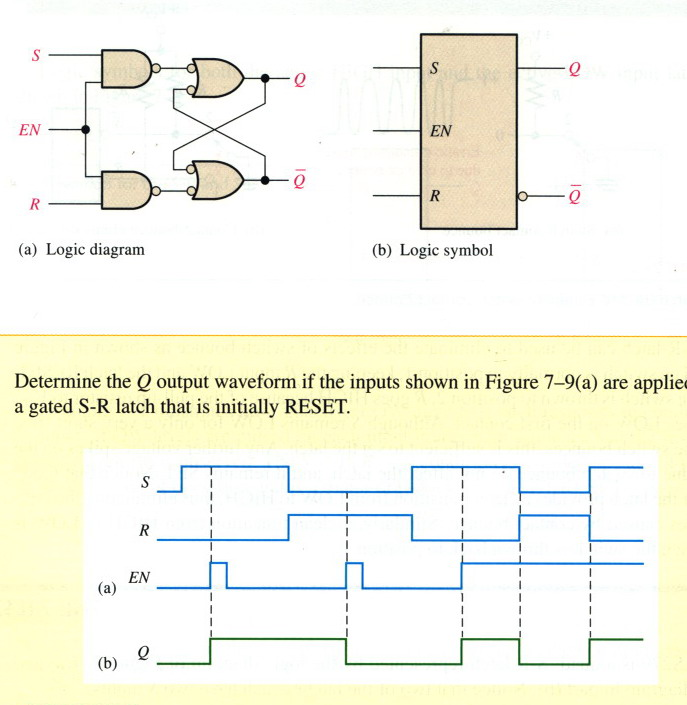 S
EN
R
Q
Q̅
(a) Logic diagram
S
EN
R
Q
Q̅
(b) Logic symbol
Determine the Q output waveform if the inputs shown in Figure 7–9(a) are applied
a gated S-R latch that is initially RESET.
S
R
(a) EN
(b) Q